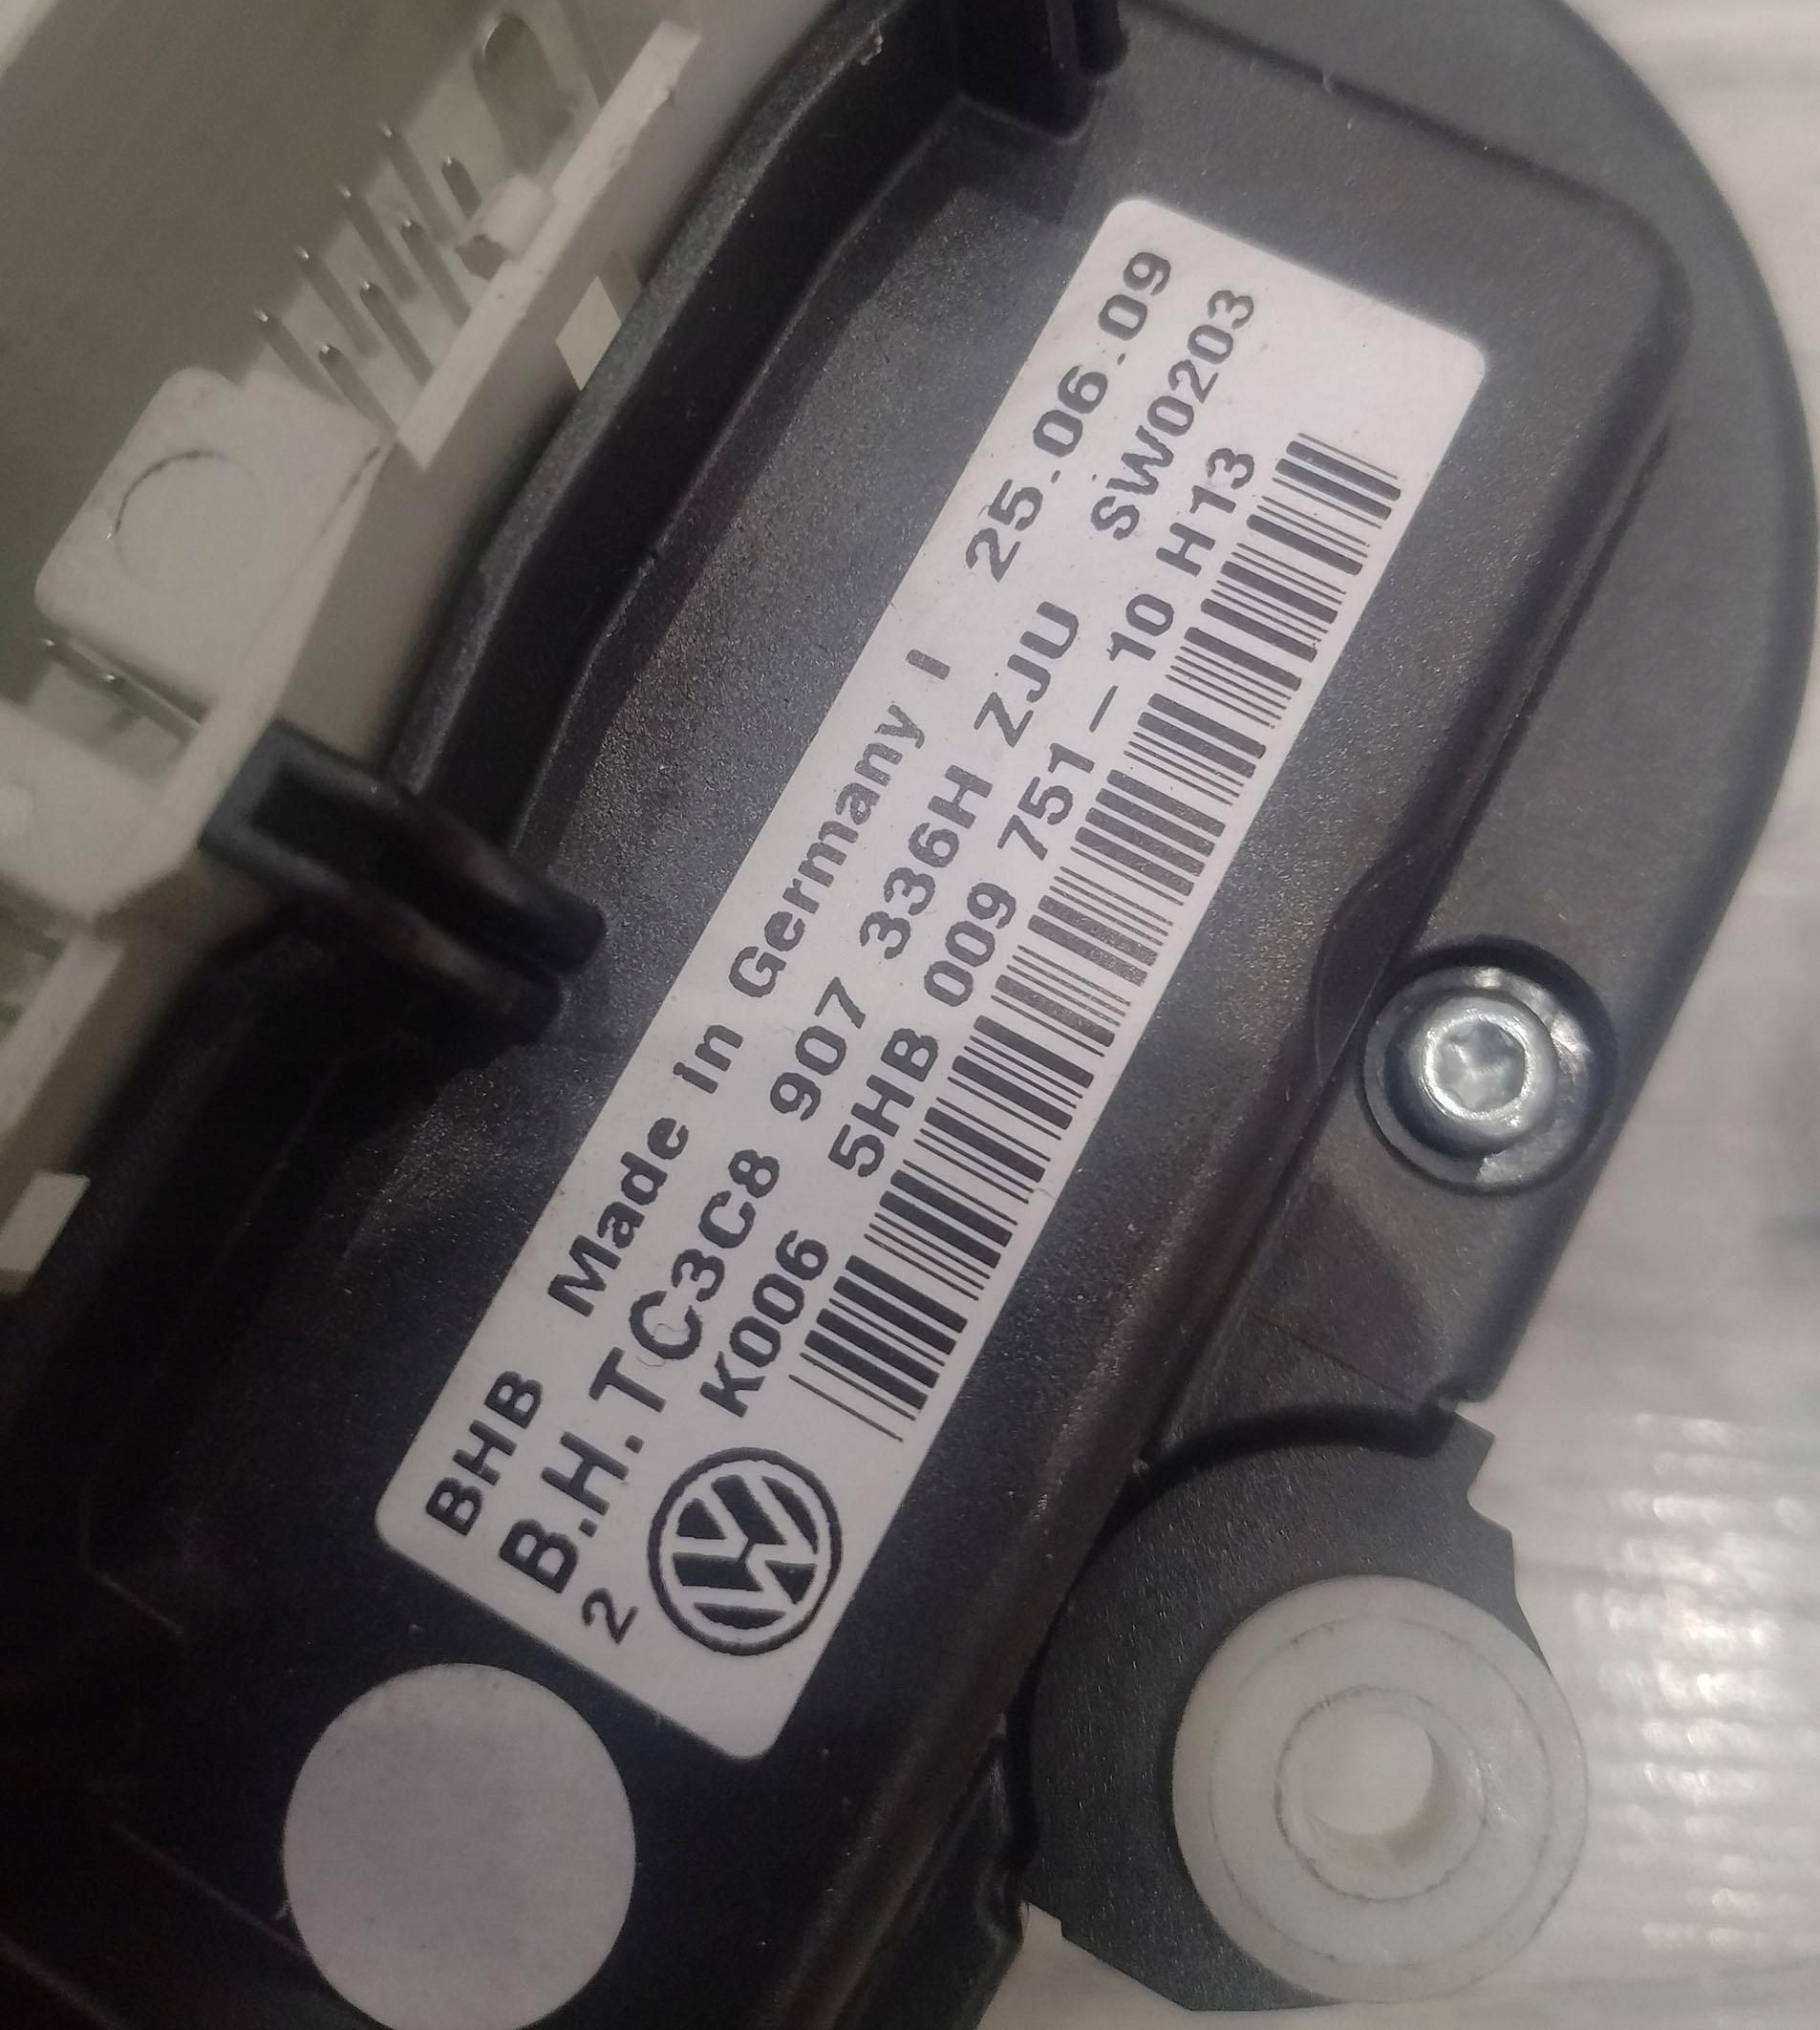 BHB Made in Germany I 25.06.09
B.H.TC3C8 907 336H ZJU SW0203
2 K006 5HB 009 751-10 H13